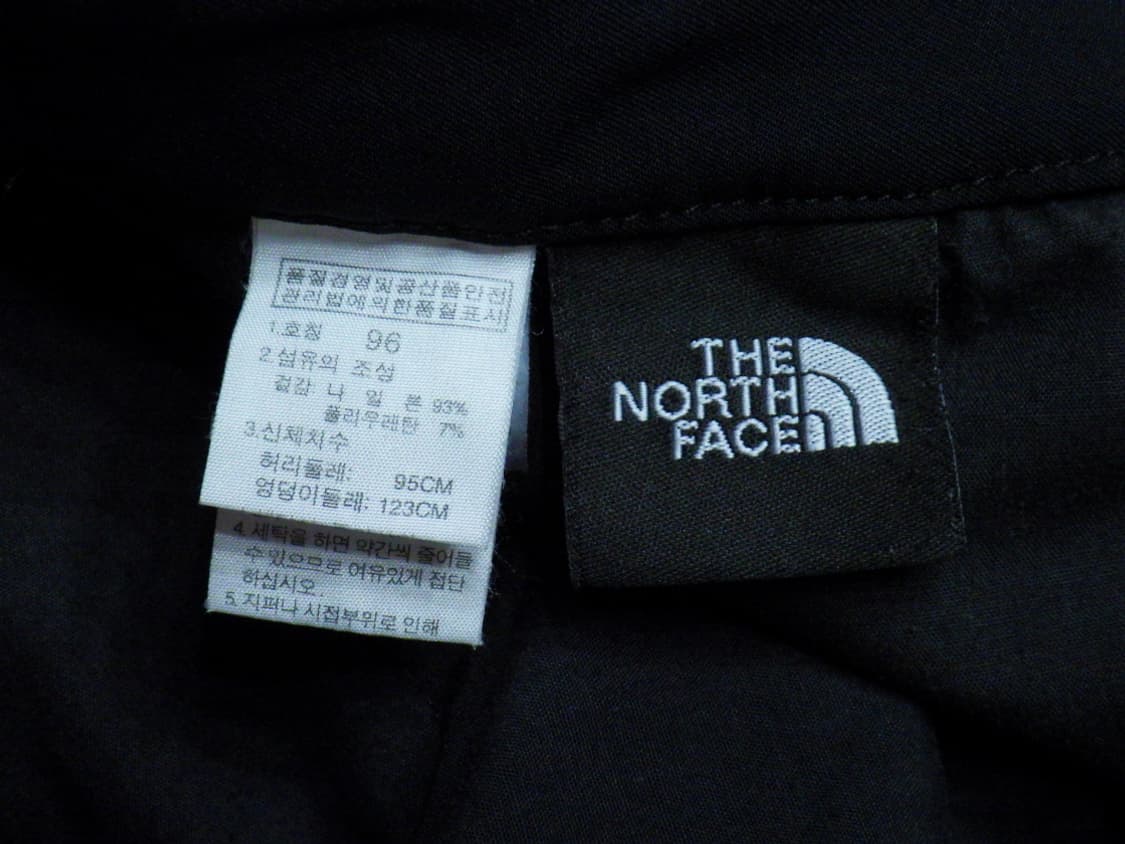 품질경영및공산품안전
관리법에의한품질표시
1.호칭 96
2.섬유의 조성
겉감 나 일 론 93%
폴리우레탄 7%
3.신체치수
허리둘레: 95CM
엉덩이둘레: 123CM
4.세탁을 하면 약간씩 줄어들
수있으므로 여유있게 접단
하십시오.
5.지퍼나 시접부위로 인해
THE
NORTH
FACE